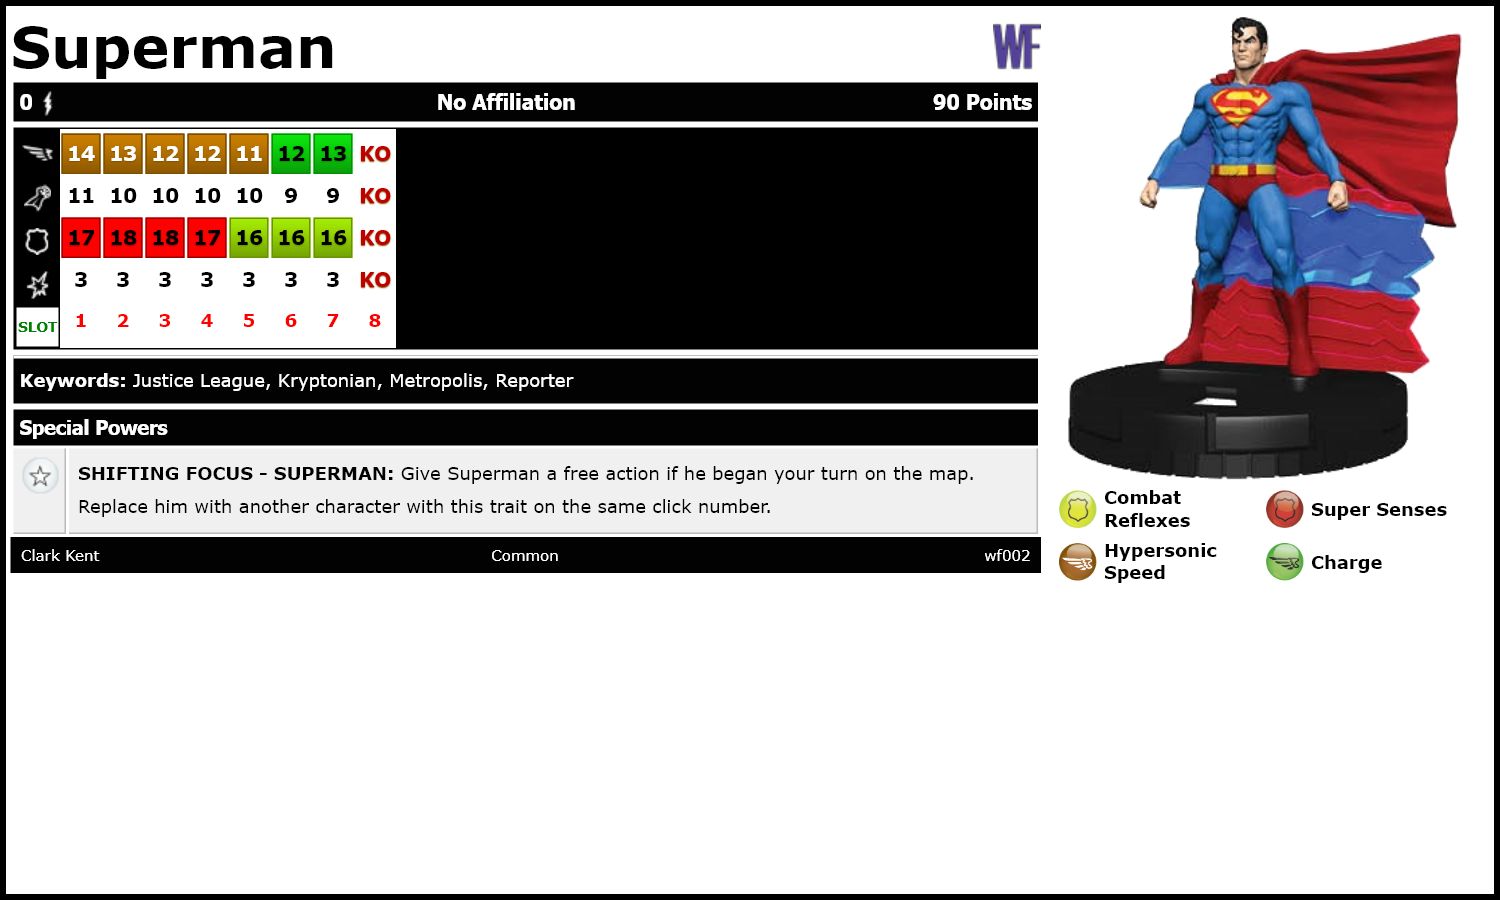 Superman
WF
0 No Affiliation 90 Points
14 13 12 12 11 12 13 KO
11 10 10 10 10 9 9 KO
17 18 18 17 16 16 16 KO
3 3 3 3 3 3 3 KO
SLOT 1 2 3 4 5 6 7 8
Keywords: Justice League, Kryptonian, Metropolis, Reporter
Special Powers
SHIFTING FOCUS - SUPERMAN: Give Superman a free action if he began your turn on the map.
Replace him with another character with this trait on the same click number.
Clark Kent Common wf002
S
Combat
Reflexes
Super Senses
Hypersonic
Speed
Charge